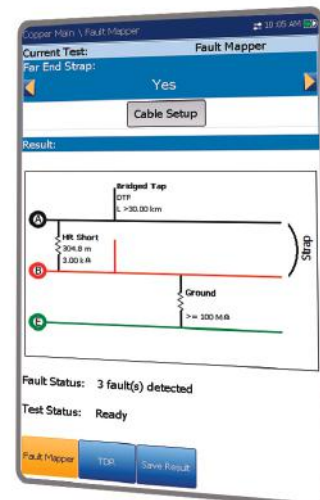 Copper Main \ Fault Mapper 10:05 AM
Current Test: Fault Mapper
Far End Strap:
Yes
Cable Setup
Result:
Bridged Tap
DTF
L >30.00 km
A
HR Short
304.8 m
3.00 kΩ
Strap
B
Ground
>= 100 MΩ
E
Fault Status: 3 fault(s) detected
Test Status: Ready
Fault Mapper TDR Save Result